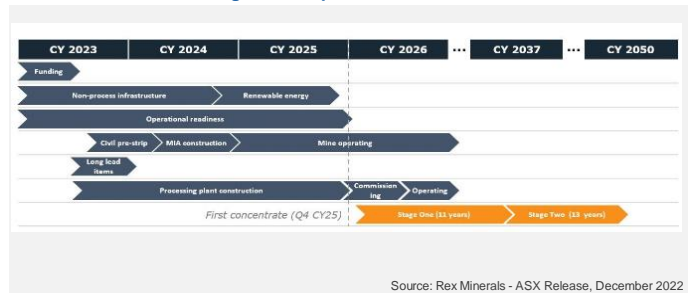 CY 2023 CY 2024 CY 2025 CY 2026 ... CY 2037 ... CY 2050
Funding
Non-process infrastructure Renewable energy
Operational readiness
Civil pre-strip MIA construction Mine operating
Long lead
items
Processing plant construction Commission
ing Operating
First concentrate (Q4 CY25) Stage One (11 years) Stage Two (13 years)
Source: Rex Minerals - ASX Release, December 2022